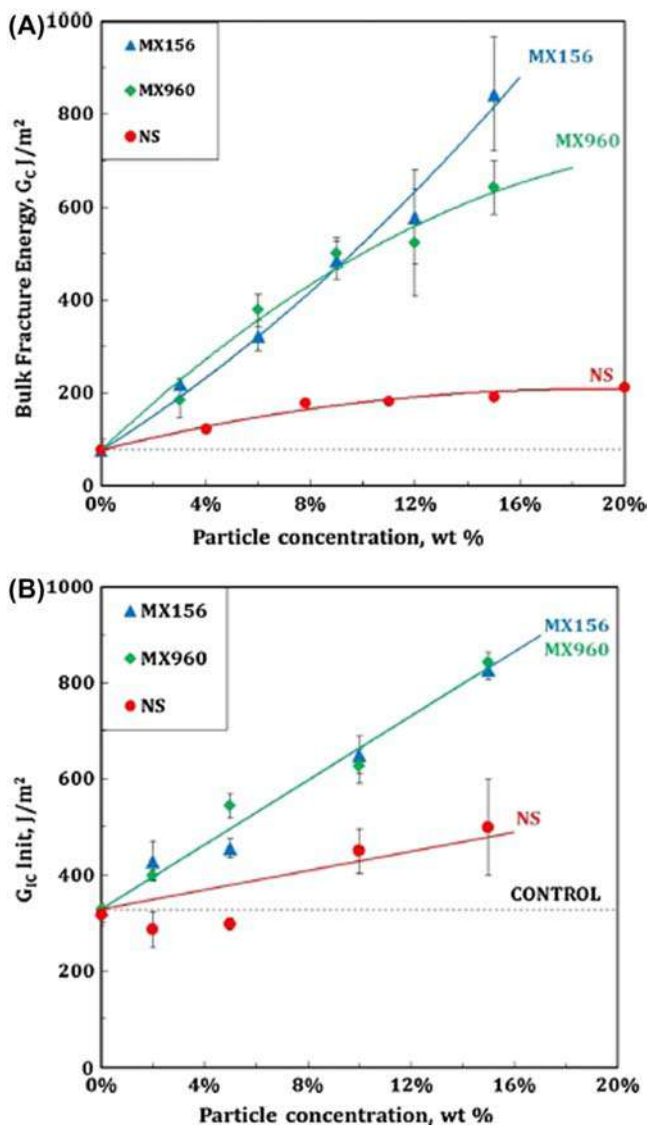 (A)
1000
800
600
400
200
0
Bulk Fracture Energy, G_C J/m²
MX156
MX960
NS
MX156
MX960
NS
0% 4% 8% 12% 16% 20%
Particle concentration, wt %
(B)
1000
800
600
400
200
0
G_IC Init, J/m²
MX156
MX960
NS
MX156
MX960
NS
CONTROL
0% 4% 8% 12% 16% 20%
Particle concentration, wt %